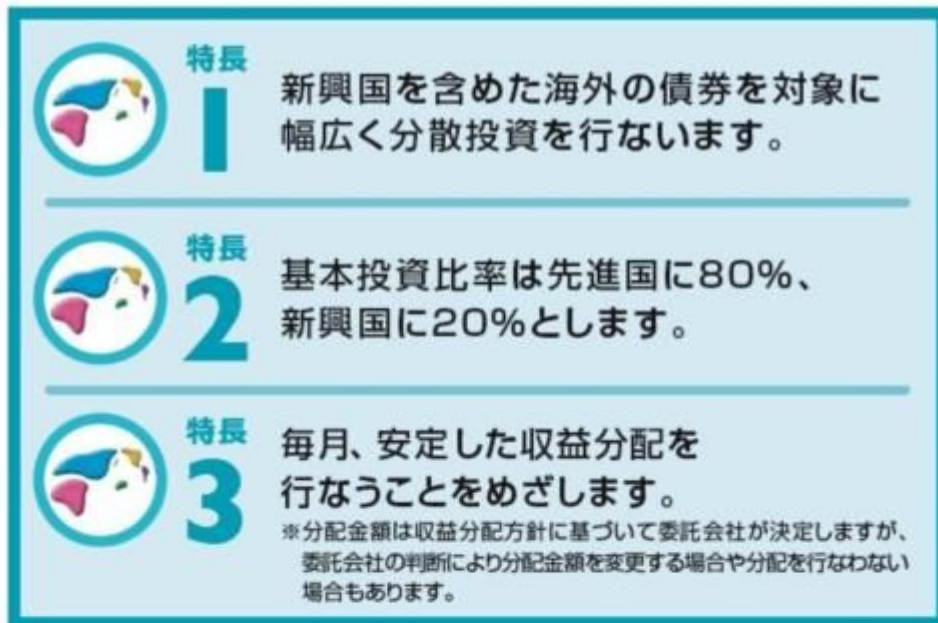 特長
1
新興国を含めた海外の債券を対象に
幅広く分散投資を行ないます。
特長
2
基本投資比率は先進国に80%、
新興国に20%とします。
特長
3
毎月、安定した収益分配を
行なうことをめざします。
※分配金額は収益分配方針に基づいて委託会社が決定しますが、
委託会社の判断により分配金額を変更する場合や分配を行なわない
場合もあります。